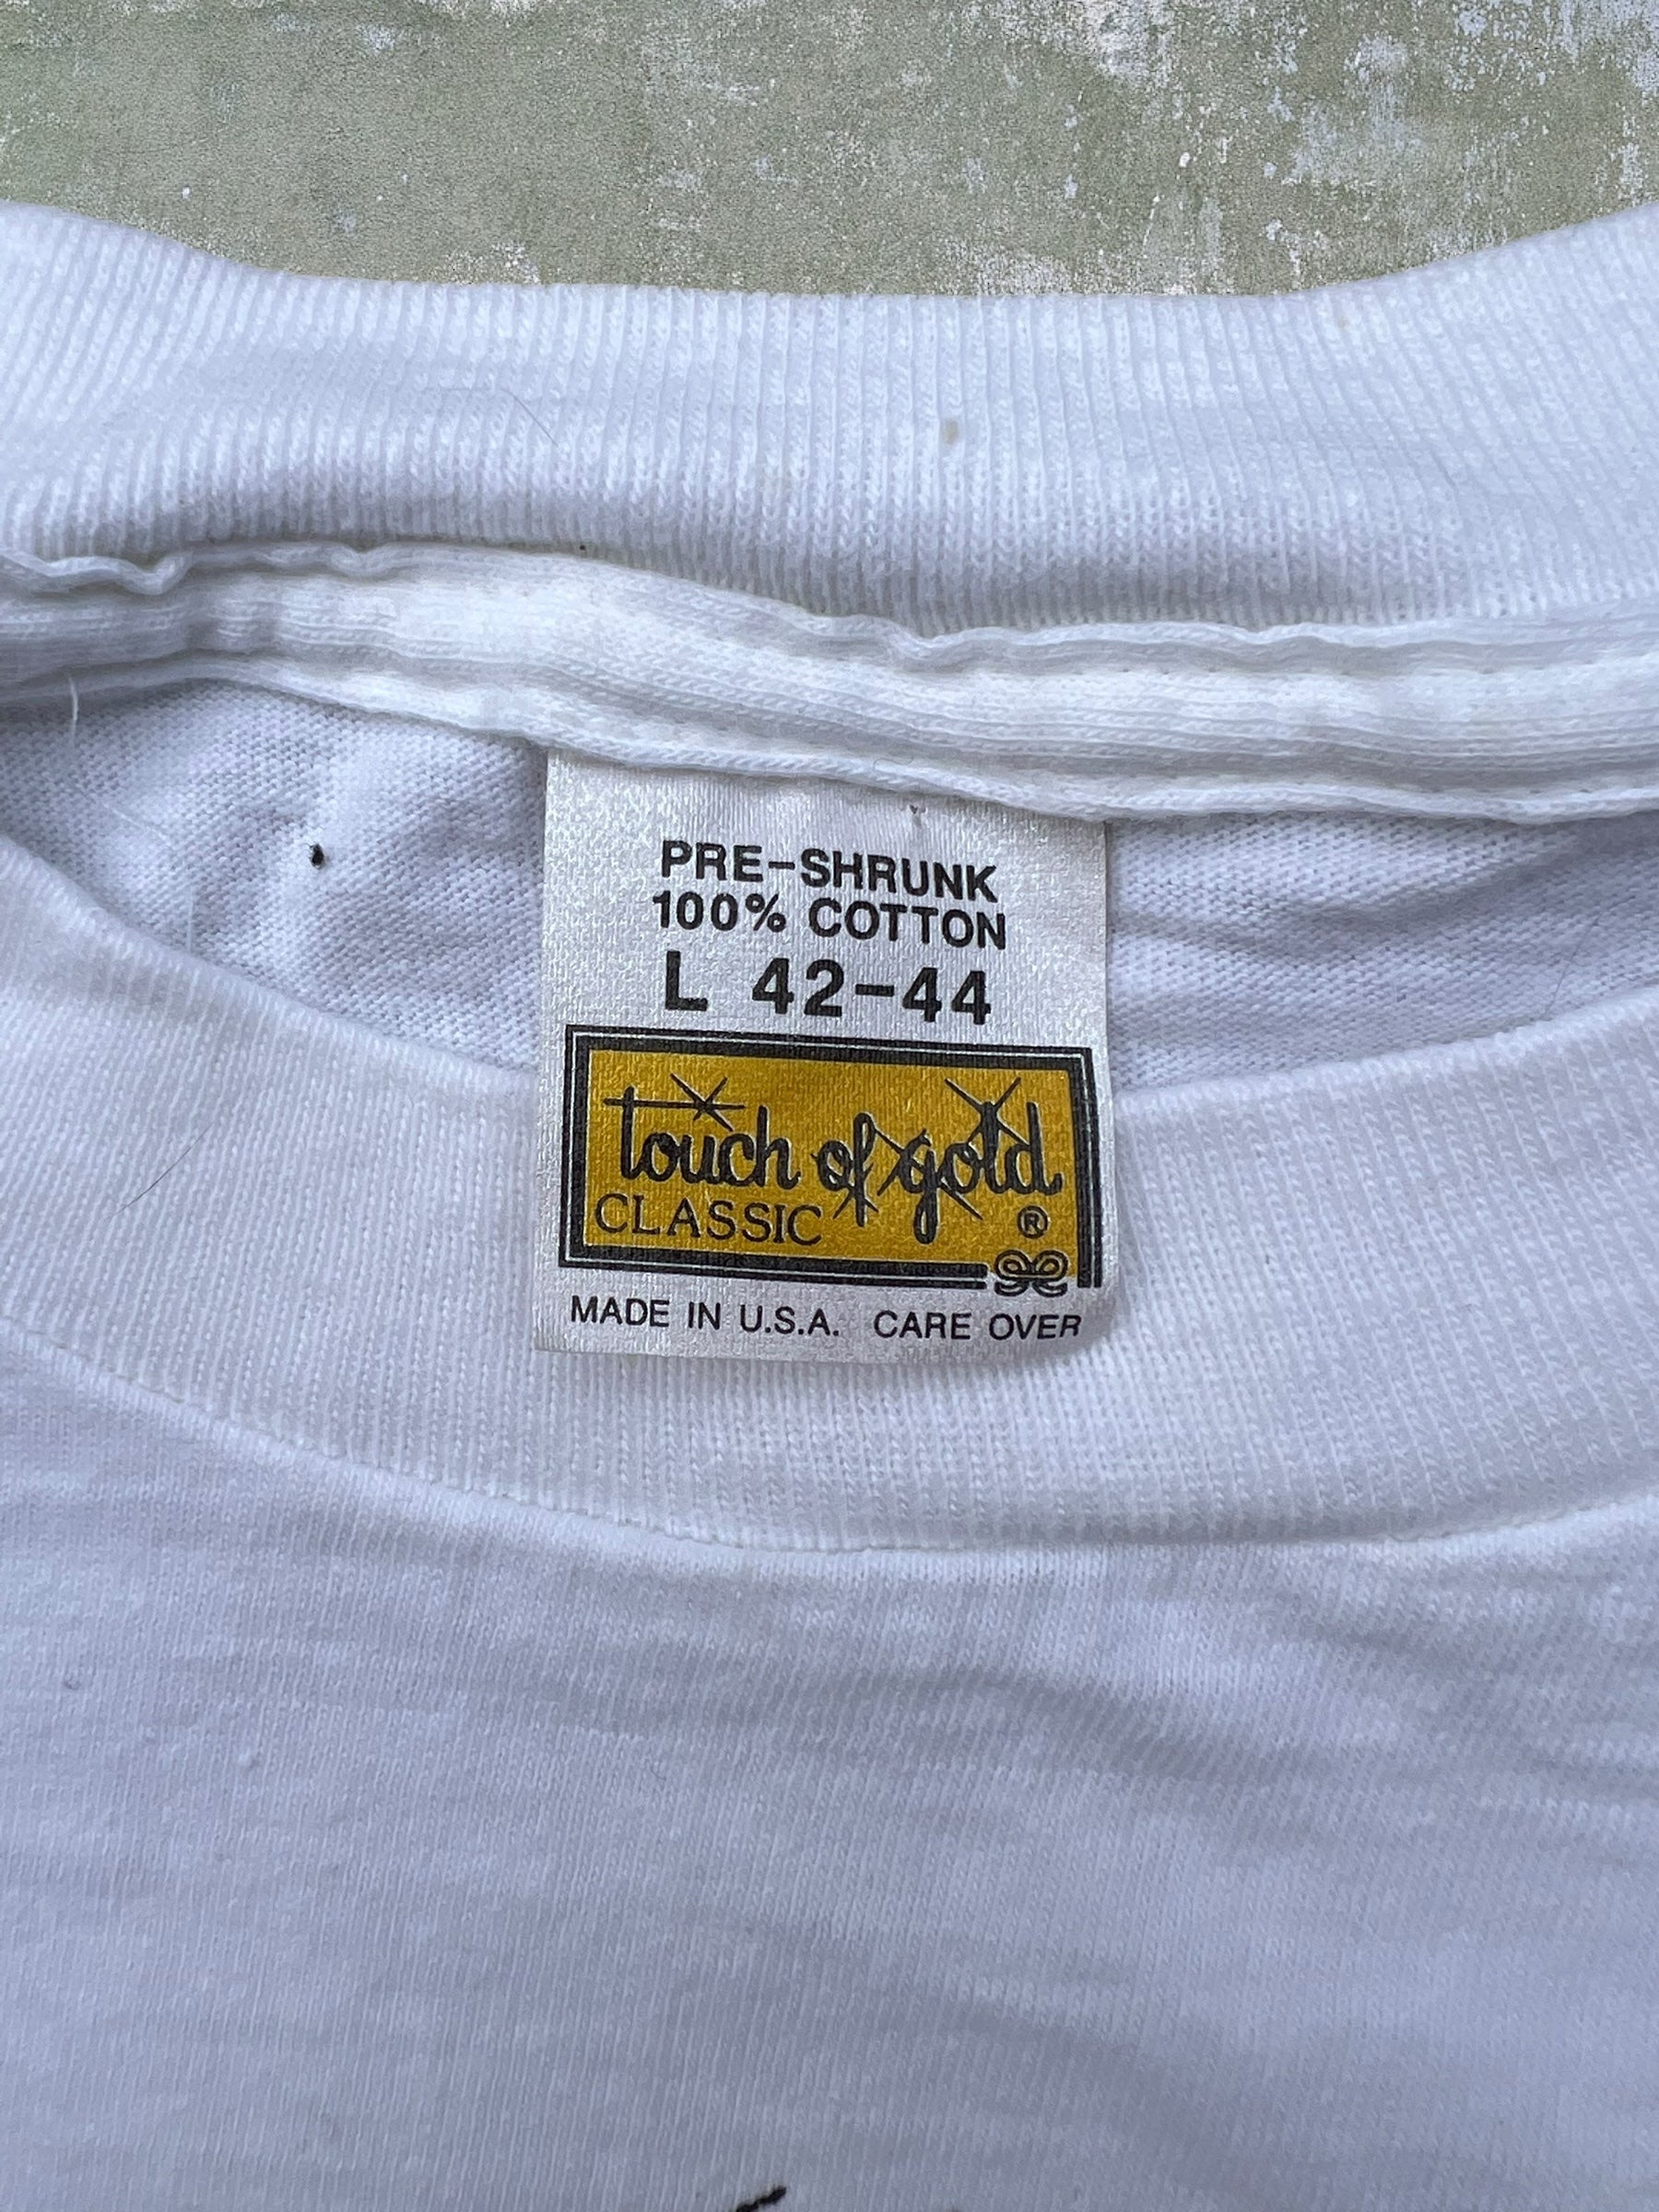 PRE-SHRUNK
100% COTTON
L 42-44
touch of gold
CLASSIC ®
MADE IN U.S.A. CARE OVER